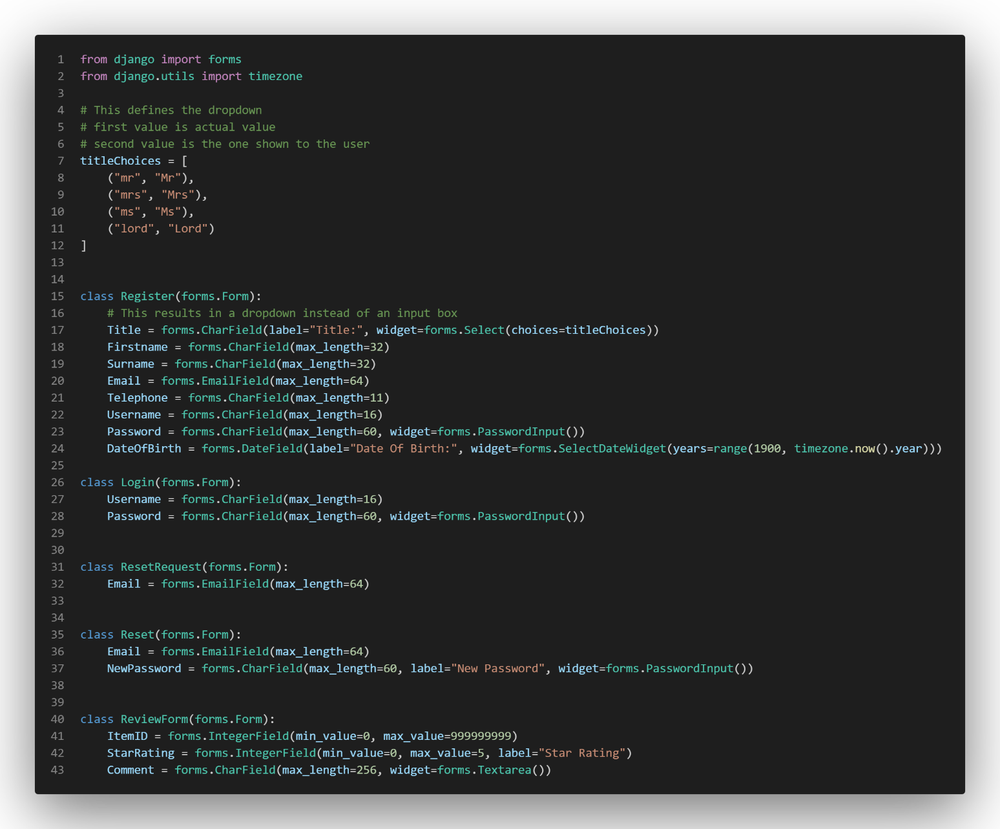 1 from django import forms
2 from django.utils import timezone
3
4 # This defines the dropdown
5 # first value is actual value
6 # second value is the one shown to the user
7 titleChoices = [
8     ("mr", "Mr"),
9     ("mrs", "Mrs"),
10     ("ms", "Ms"),
11     ("lord", "Lord")
12 ]
13
14
15 class Register(forms.Form):
16     # This results in a dropdown instead of an input box
17     Title = forms.CharField(label="Title:", widget=forms.Select(choices=titleChoices))
18     Firstname = forms.CharField(max_length=32)
19     Surname = forms.CharField(max_length=32)
20     Email = forms.EmailField(max_length=64)
21     Telephone = forms.CharField(max_length=11)
22     Username = forms.CharField(max_length=16)
23     Password = forms.CharField(max_length=60, widget=forms.PasswordInput())
24     DateOfBirth = forms.DateField(label="Date Of Birth:", widget=forms.SelectDateWidget(years=range(1900, timezone.now().year)))
25
26 class Login(forms.Form):
27     Username = forms.CharField(max_length=16)
28     Password = forms.CharField(max_length=60, widget=forms.PasswordInput())
29
30
31 class ResetRequest(forms.Form):
32     Email = forms.EmailField(max_length=64)
33
34
35 class Reset(forms.Form):
36     Email = forms.EmailField(max_length=64)
37     NewPassword = forms.CharField(max_length=60, label="New Password", widget=forms.PasswordInput())
38
39
40 class ReviewForm(forms.Form):
41     ItemID = forms.IntegerField(min_value=0, max_value=999999999)
42     StarRating = forms.IntegerField(min_value=0, max_value=5, label="Star Rating")
43     Comment = forms.CharField(max_length=256, widget=forms.Textarea())